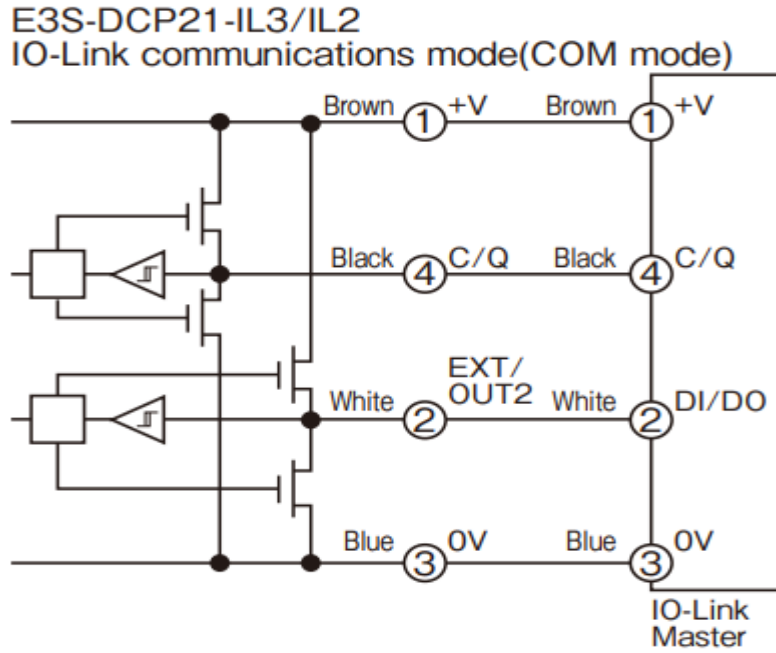 E3S-DCP21-IL3/IL2
IO-Link communications mode(COM mode)
Brown 1 +V Brown 1 +V
Black 4 C/Q Black 4 C/Q
EXT/
White 2 OUT2 White 2 DI/DO
Blue 3 0V Blue 3 0V
IO-Link
Master